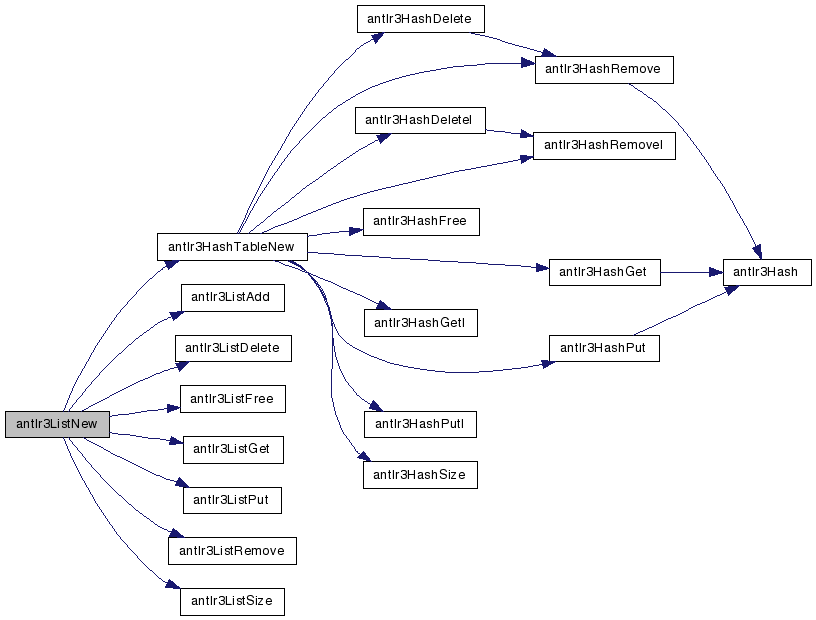 antlr3HashDelete
antlr3HashRemove
antlr3HashDeleteI
antlr3HashRemoveI
antlr3HashFree
antlr3HashTableNew
antlr3HashGet
antlr3Hash
antlr3ListAdd
antlr3HashGetI
antlr3ListDelete
antlr3HashPut
antlr3ListFree
antlr3ListNew
antlr3HashPutI
antlr3ListGet
antlr3HashSize
antlr3ListPut
antlr3ListRemove
antlr3ListSize